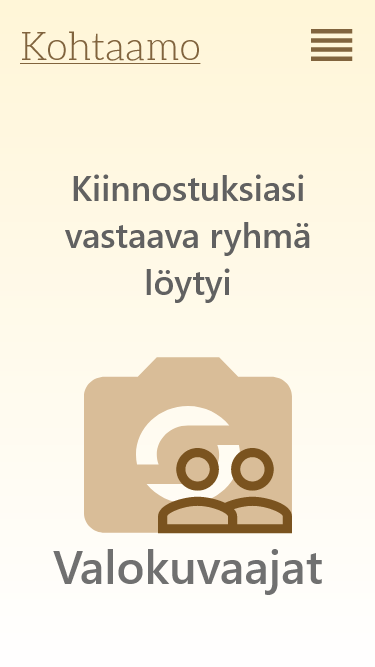 Kohtaamo
Kiinnostuksiasi
vastaava ryhmä
löytyi
Valokuvaajat